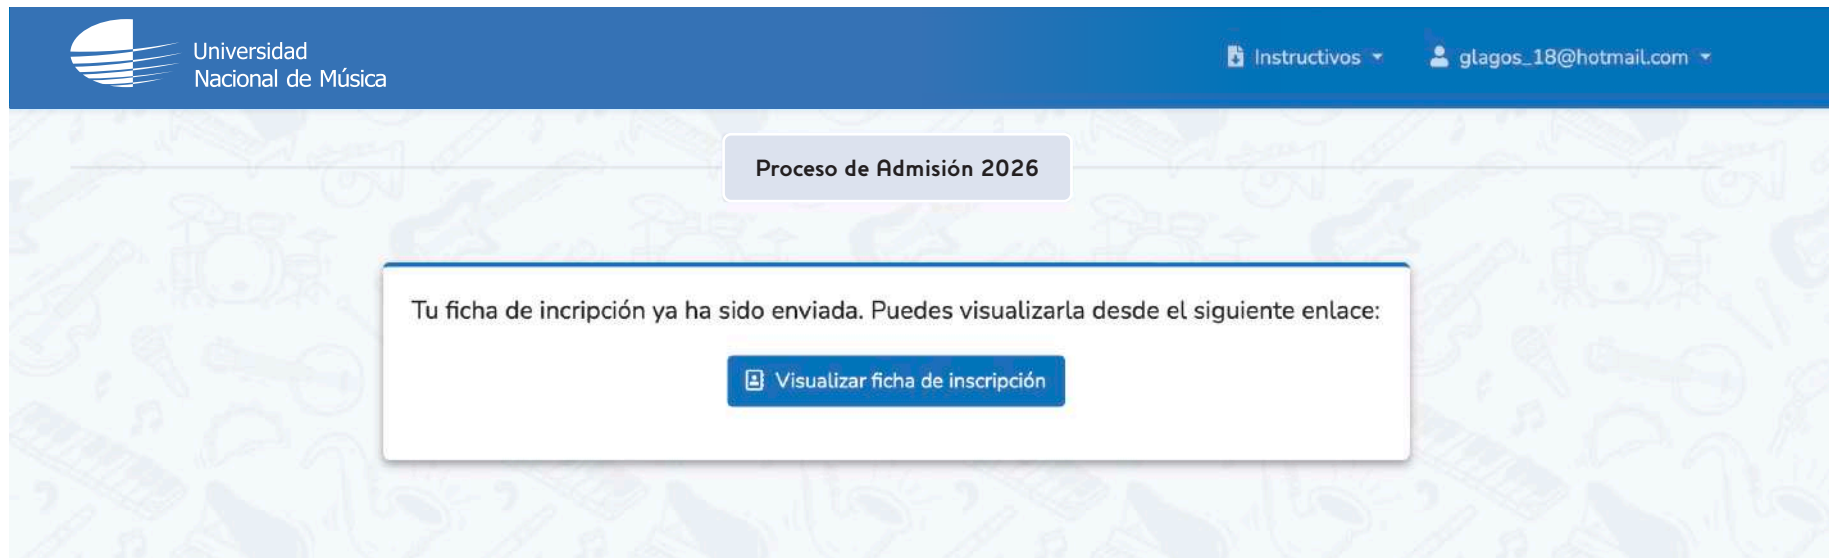 Universidad
Nacional de Música
Instructivos
glagos_18@hotmail.com
Proceso de Admisión 2026
Tu ficha de incripción ya ha sido enviada. Puedes visualizarla desde el siguiente enlace:
Visualizar ficha de inscripción